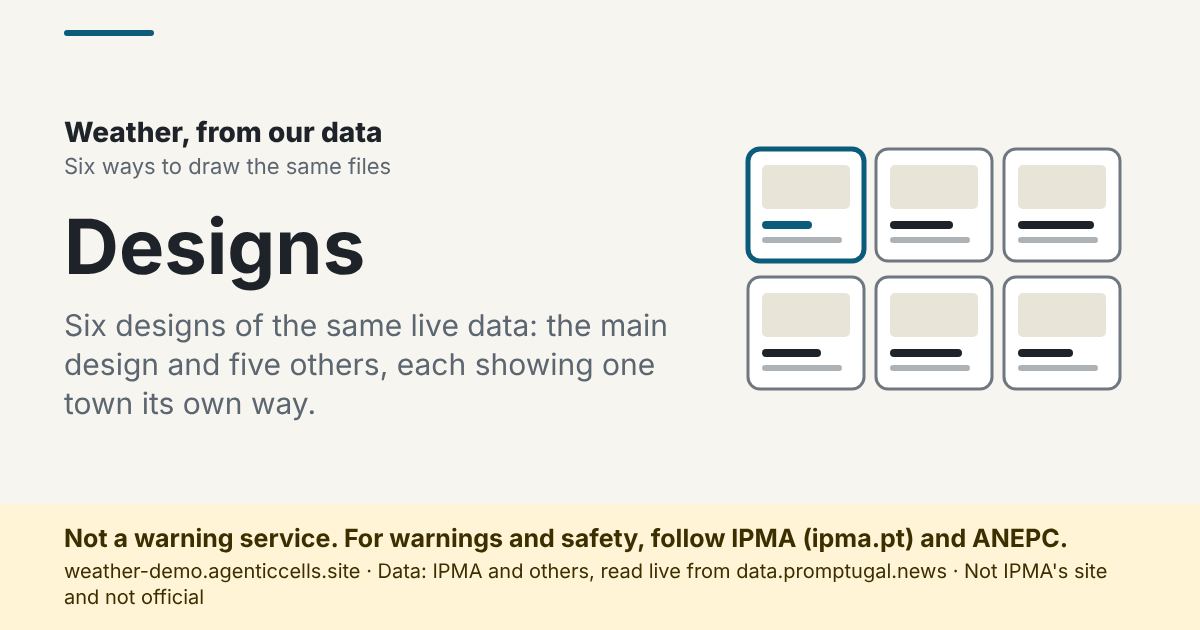 Weather, from our data
Six ways to draw the same files
Designs
Six designs of the same live data: the main
design and five others, each showing one
town its own way.
Not a warning service. For warnings and safety, follow IPMA (ipma.pt) and ANEPC.
weather-demo.agenticcells.site · Data: IPMA and others, read live from data.promptugal.news · Not IPMA's site
and not official